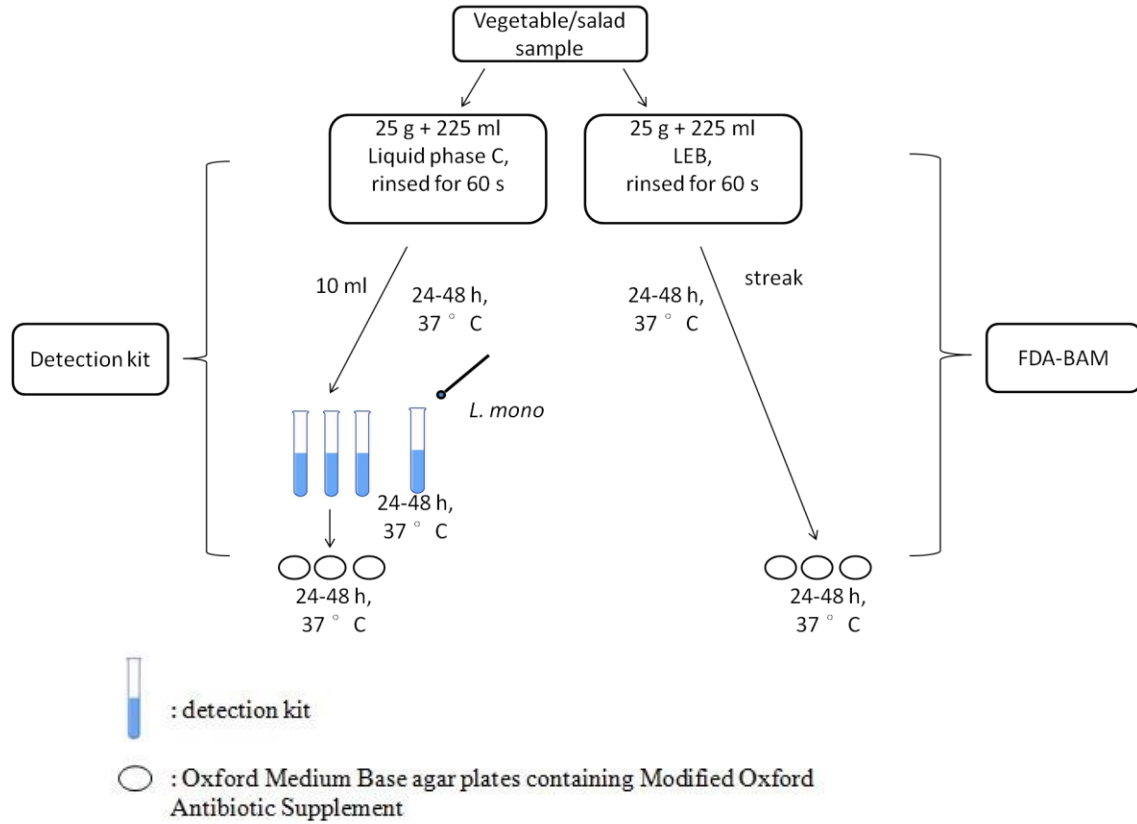 Vegetable/salad
sample
25 g + 225 ml
Liquid phase C,
rinsed for 60 s
25 g + 225 ml
LEB,
rinsed for 60 s
10 ml
24-48 h,
37 ° C
24-48 h,
37 ° C
streak
Detection kit
FDA-BAM
L. mono
24-48 h,
37 ° C
24-48 h,
37 ° C
24-48 h,
37 ° C
: detection kit
: Oxford Medium Base agar plates containing Modified Oxford
Antibiotic Supplement